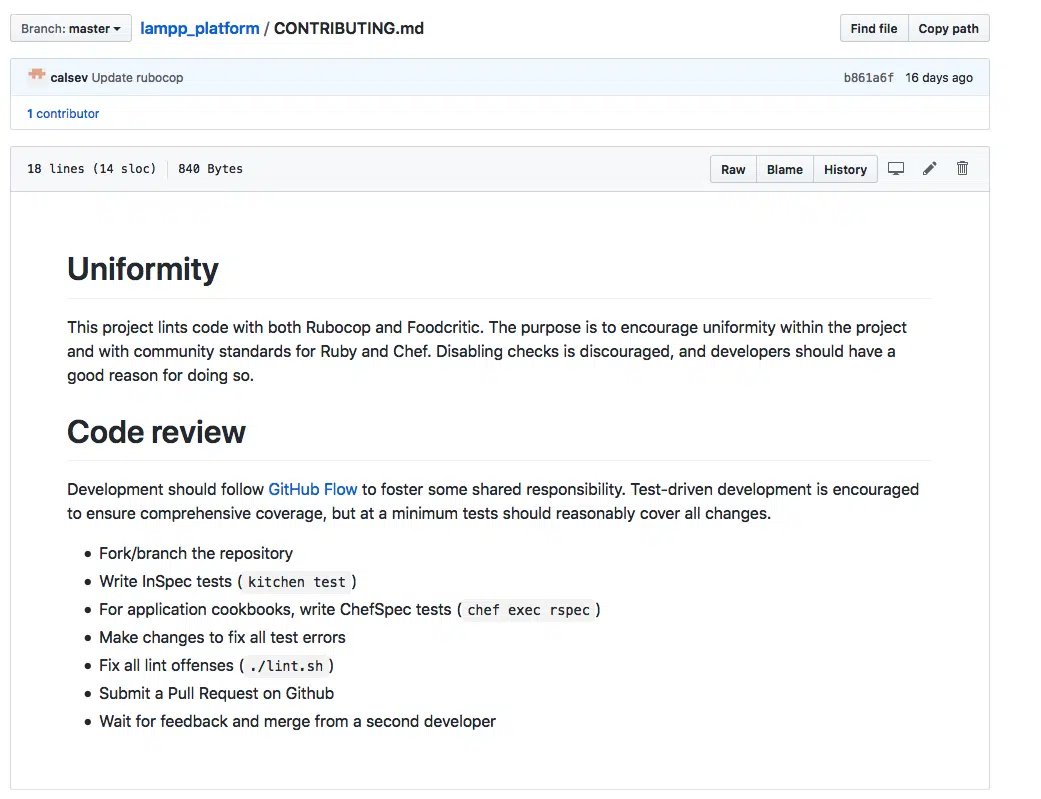 Branch: master
lampp_platform / CONTRIBUTING.md
Find file
Copy path
calsev Update rubocop
b861a6f 16 days ago
1 contributor
18 lines (14 sloc) 840 Bytes
Raw
Blame
History
Uniformity
This project lints code with both Rubocop and Foodcritic. The purpose is to encourage uniformity within the project
and with community standards for Ruby and Chef. Disabling checks is discouraged, and developers should have a
good reason for doing so.
Code review
Development should follow GitHub Flow to foster some shared responsibility. Test-driven development is encouraged
to ensure comprehensive coverage, but at a minimum tests should reasonably cover all changes.
• Fork/branch the repository
• Write InSpec tests ( kitchen test )
• For application cookbooks, write ChefSpec tests ( chef exec rspec )
• Make changes to fix all test errors
• Fix all lint offenses ( ./lint.sh )
• Submit a Pull Request on Github
• Wait for feedback and merge from a second developer